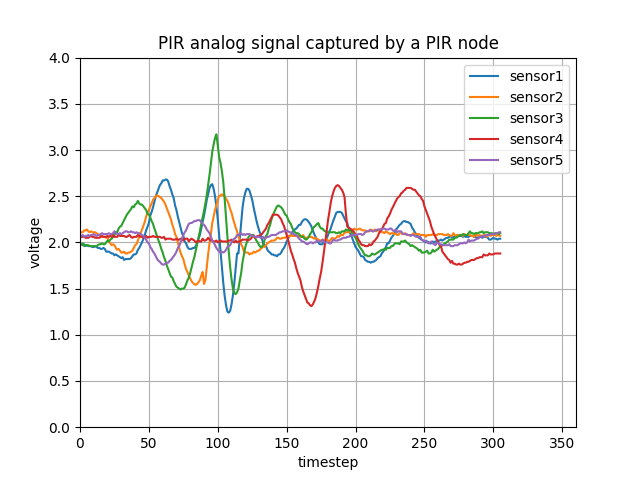 PIR analog signal captured by a PIR node
voltage
4.0
3.5
3.0
2.5
2.0
1.5
1.0
0.5
0.0
sensor1
sensor2
sensor3
sensor4
sensor5
0 50 100 150 200 250 300 350
timestep